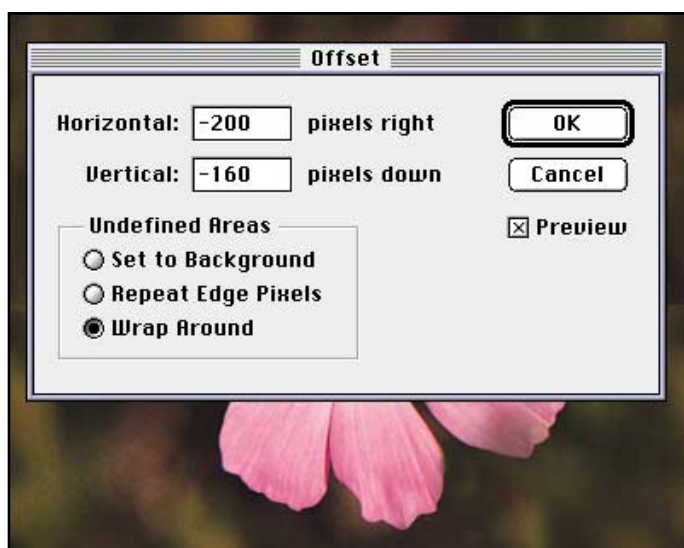 Offset
Horizontal: -200 pixels right
OK
Vertical: -160 pixels down
Cancel
Undefined Areas
Preview
Set to Background
Repeat Edge Pixels
Wrap Around